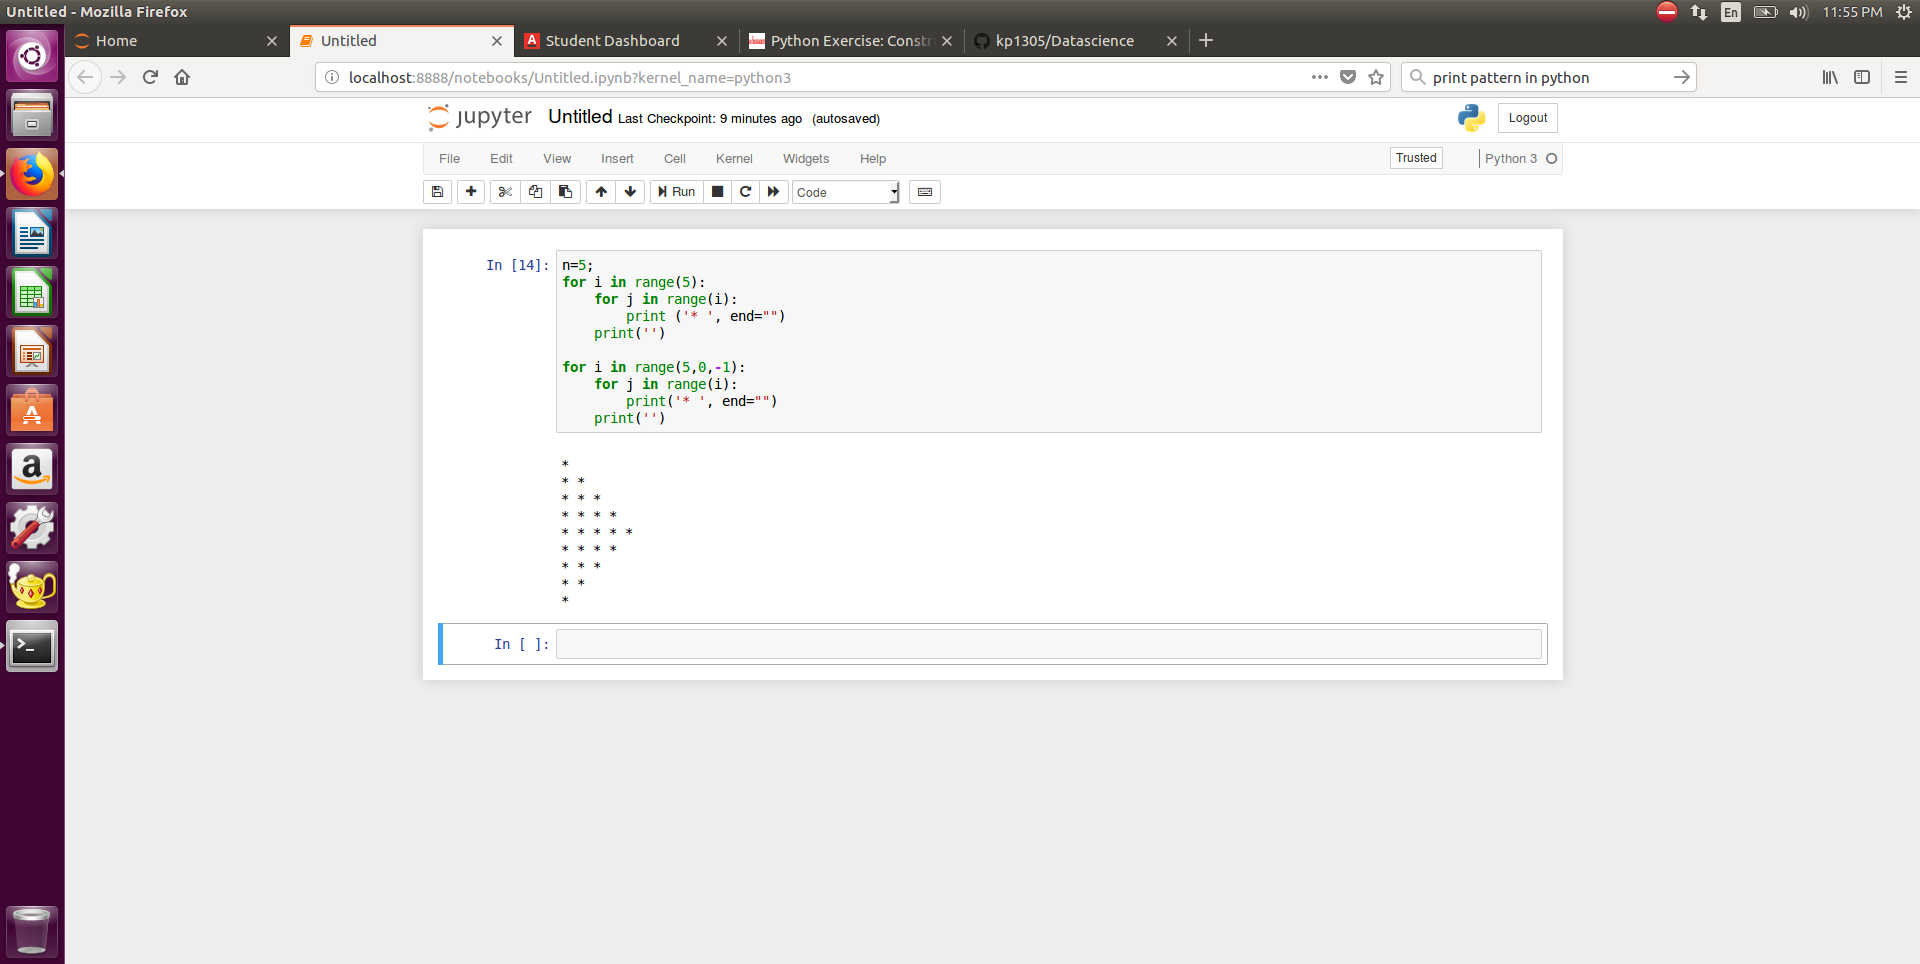 Untitled - Mozilla Firefox
En
11:55 PM
Home
Untitled
A Student Dashboard
Python Exercise: Constr
kp1305/Datascience
localhost:8888/notebooks/Untitled.ipynb?kernel_name=python3
print pattern in python
jupyter Untitled Last Checkpoint: 9 minutes ago (autosaved)
Logout
File Edit View Insert Cell Kernel Widgets Help
Trusted
Python 3
Run
Code
In [14]: n=5;
for i in range(5):
    for j in range(i):
        print ('* ', end="")
    print('')

for i in range(5,0,-1):
    for j in range(i):
        print('* ', end="")
    print('')
*
* *
* * *
* * * *
* * * * *
* * * *
* * *
* *
*
In [ ]:
a
A
>_